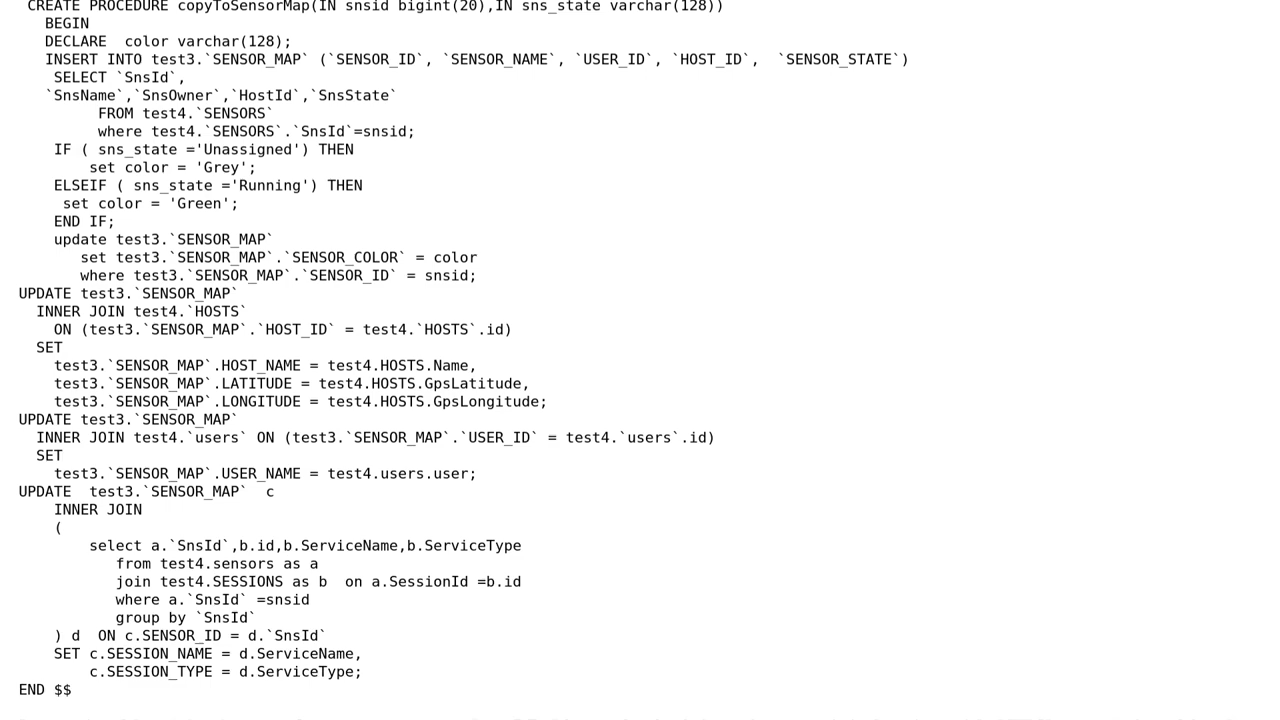 CREATE PROCEDURE copyToSensorMap(IN snsid bigint(20),IN sns_state varchar(128))
BEGIN
DECLARE  color varchar(128);
INSERT INTO test3.`SENSOR_MAP` (`SENSOR_ID`, `SENSOR_NAME`, `USER_ID`, `HOST_ID`,  `SENSOR_STATE`)
SELECT `SnsId`,
`SnsName`,`SnsOwner`,`HostId`,`SnsState`
FROM test4.`SENSORS`
where test4.`SENSORS`.`SnsId`=snsid;
IF ( sns_state ='Unassigned') THEN
set color = 'Grey';
ELSEIF ( sns_state ='Running') THEN
set color = 'Green';
END IF;
update test3.`SENSOR_MAP`
set test3.`SENSOR_MAP`.`SENSOR_COLOR` = color
where test3.`SENSOR_MAP`.`SENSOR_ID` = snsid;
UPDATE test3.`SENSOR_MAP`
INNER JOIN test4.`HOSTS`
ON (test3.`SENSOR_MAP`.`HOST_ID` = test4.`HOSTS`.id)
SET
test3.`SENSOR_MAP`.HOST_NAME = test4.HOSTS.Name,
test3.`SENSOR_MAP`.LATITUDE = test4.HOSTS.GpsLatitude,
test3.`SENSOR_MAP`.LONGITUDE = test4.HOSTS.GpsLongitude;
UPDATE test3.`SENSOR_MAP`
INNER JOIN test4.`users` ON (test3.`SENSOR_MAP`.`USER_ID` = test4.`users`.id)
SET
test3.`SENSOR_MAP`.USER_NAME = test4.users.user;
UPDATE  test3.`SENSOR_MAP`  c
INNER JOIN
(
select a.`SnsId`,b.id,b.ServiceName,b.ServiceType
from test4.sensors as a
join test4.SESSIONS as b  on a.SessionId =b.id
where a.`SnsId` =snsid
group by `SnsId`
) d  ON c.SENSOR_ID = d.`SnsId`
SET c.SESSION_NAME = d.ServiceName,
c.SESSION_TYPE = d.ServiceType;
END $$